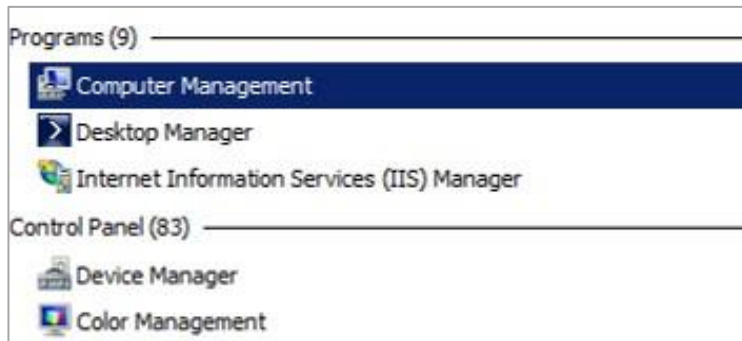 Programs (9)
Computer Management
Desktop Manager
Internet Information Services (IIS) Manager
Control Panel (83)
Device Manager
Color Management